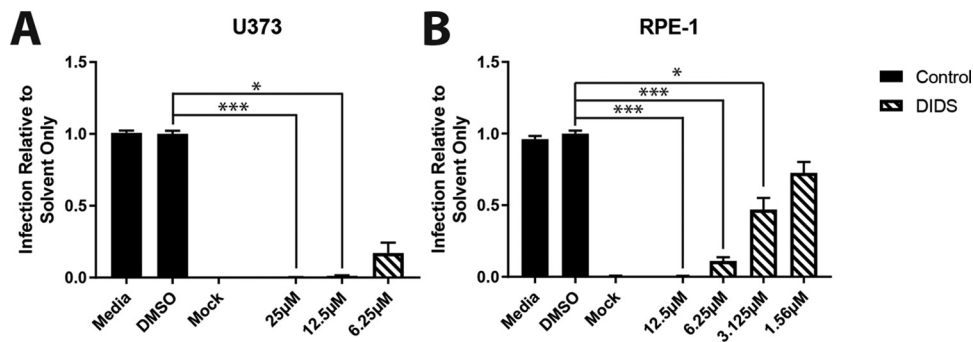 A
U373
Infection Relative to
Solvent Only
1.5
1.0
0.5
0.0
*
***
Media
DMSO
Mock
25µM
12.5µM
6.25µM
B
RPE-1
Infection Relative to
Solvent Only
1.5
1.0
0.5
0.0
*
***
***
Media
DMSO
Mock
12.5µM
6.25µM
3.125µM
1.56µM
Control
DIDS